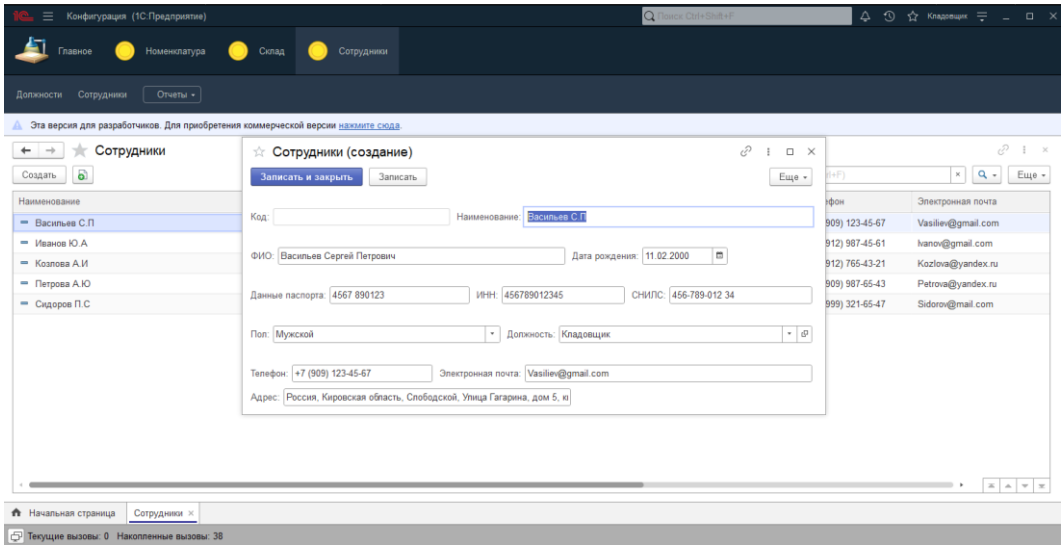 Конфигурация (1С:Предприятие)
Поиск Ctrl+Shift+F
Кладовщик
Главное
Номенклатура
Склад
Сотрудники
Должности
Сотрудники
Отчеты
Эта версия для разработчиков. Для приобретения коммерческой версии нажмите сюда.
Сотрудники
Создать
Еще
Наименование
Электронная почта
Васильев С.П
909) 123-45-67
Vasiliev@gmail.com
Иванов Ю.А
912) 987-45-61
Ivanov@gmail.com
Козлова А.И
912) 765-43-21
Kozlova@yandex.ru
Петрова А.Ю
909) 987-65-43
Petrova@yandex.ru
Сидоров П.С
999) 321-65-47
Sidorov@mail.com
Сотрудники (создание)
Записать и закрыть
Записать
Еще
Код:
Наименование: Васильев С.П
ФИО: Васильев Сергей Петрович
Дата рождения: 11.02.2000
Данные паспорта: 4567 890123
ИНН: 456789012345
СНИЛС: 456-789-012 34
Пол: Мужской
Должность: Кладовщик
Телефон: +7 (909) 123-45-67
Электронная почта: Vasiliev@gmail.com
Адрес: Россия, Кировская область, Слободской, Улица Гагарина, дом 5,
Начальная страница
Сотрудники
Текущие вызовы: 0 Накопленные вызовы: 38